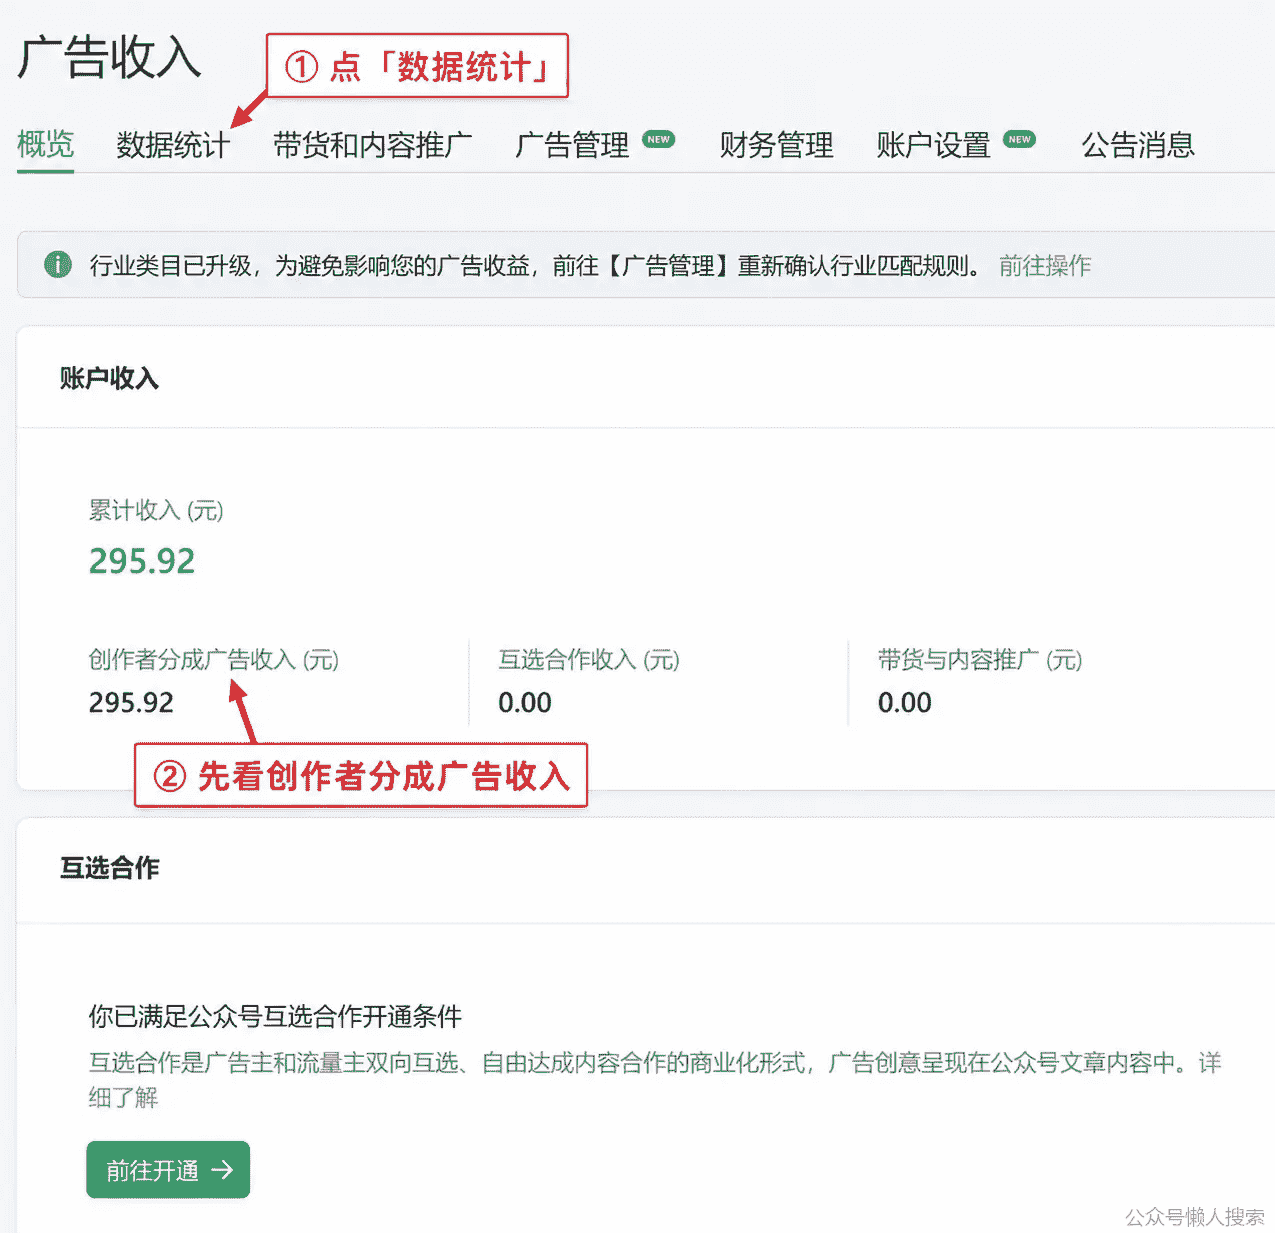 广告收入
① 点「数据统计」
概览 数据统计 带货和内容推广 广告管理 NEW 财务管理 账户设置 NEW 公告消息
行业类目已升级，为避免影响您的广告收益，前往【广告管理】重新确认行业匹配规则。 前往操作
账户收入
累计收入 (元)
295.92
创作者分成广告收入 (元) 互选合作收入 (元) 带货与内容推广 (元)
295.92 0.00 0.00
② 先看创作者分成广告收入
互选合作
你已满足公众号互选合作开通条件
互选合作是广告主和流量主双向互选、自由达成内容合作的商业化形式，广告创意呈现在公众号文章内容中。详
细了解
前往开通 →
公众号懒人搜索